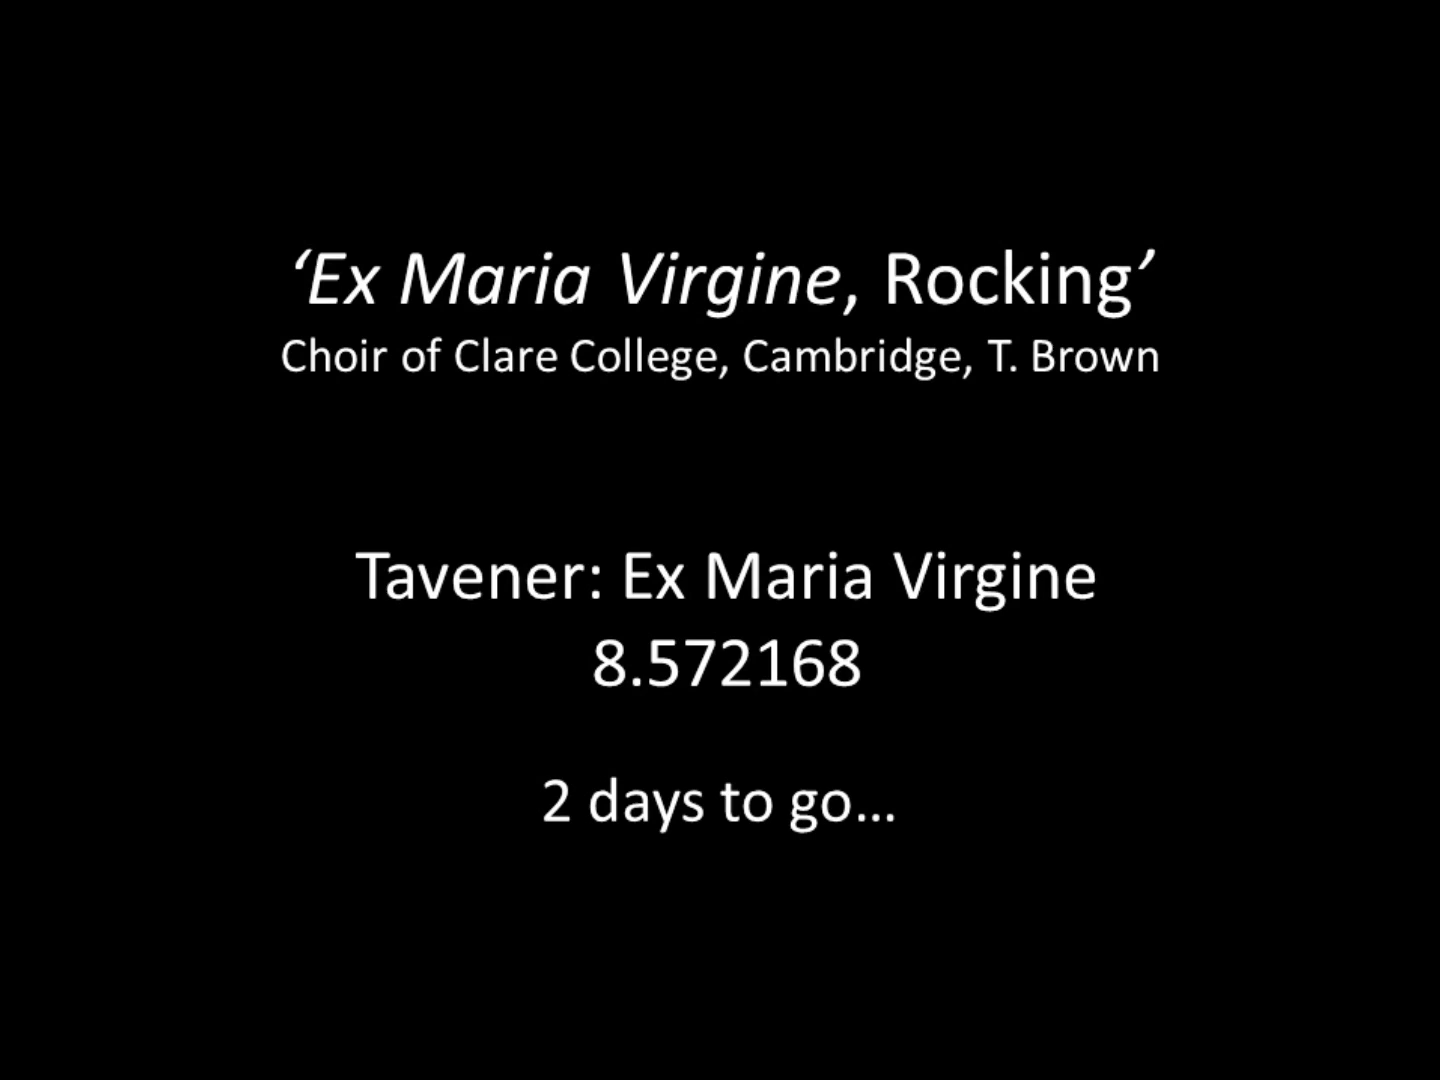 ‘Ex Maria Virgine, Rocking’
Choir of Clare College, Cambridge, T. Brown
Tavener: Ex Maria Virgine
8.572168
2 days to go…